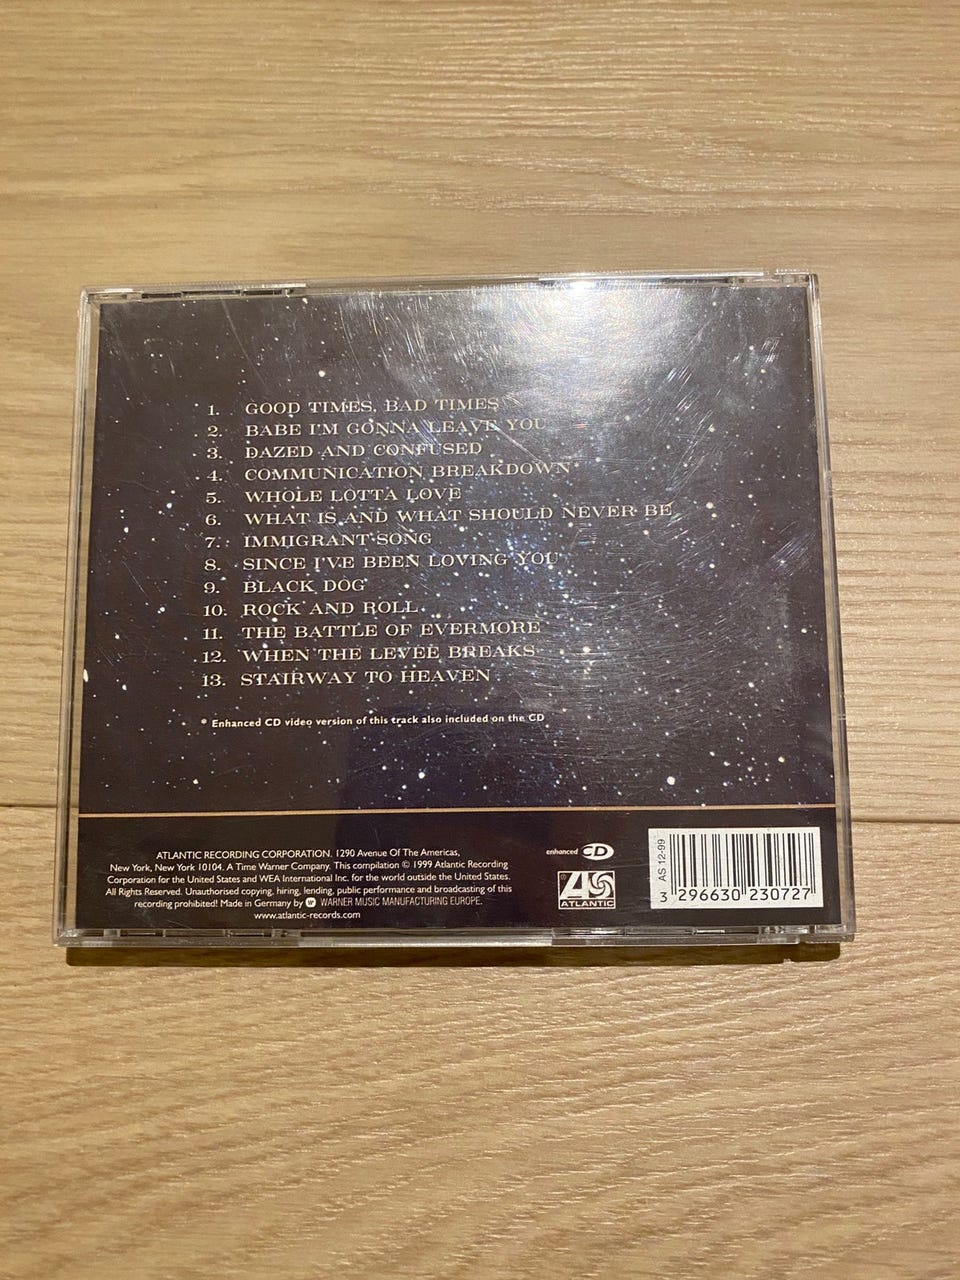 1. GOOD TIMES, BAD TIMES
2. BABE I'M GONNA LEAVE YOU
3. DAZED AND CONFUSED
4. COMMUNICATION BREAKDOWN*
5. WHOLE LOTTA LOVE
6. WHAT IS AND WHAT SHOULD NEVER BE
7. IMMIGRANT SONG
8. SINCE I'VE BEEN LOVING YOU
9. BLACK DOG
10. ROCK AND ROLL
11. THE BATTLE OF EVERMORE
12. WHEN THE LEVEE BREAKS
13. STAIRWAY TO HEAVEN
* Enhanced CD video version of this track also included on the CD
ATLANTIC RECORDING CORPORATION. 1290 Avenue Of The Americas,
New York, New York 10104. A Time Warner Company. This compilation © 1999 Atlantic Recording
Corporation for the United States and WEA International Inc. for the world outside the United States.
All Rights Reserved. Unauthorised copying, hiring, lending, public performance and broadcasting of this
recording prohibited! Made in Germany by W WARNER MUSIC MANUFACTURING EUROPE.
www.atlantic-records.com
enhanced CD
® A
ATLANTIC
AS 12-99
3 296630 230727